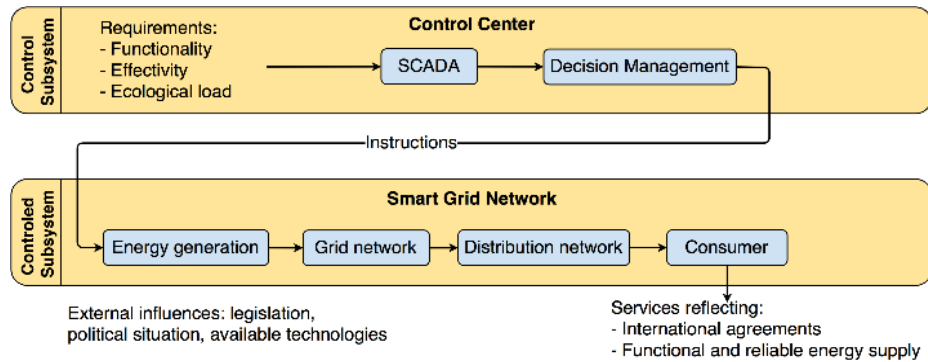 Control Center
Control
Subsystem
Requirements:
- Functionality
- Effectivity
- Ecological load
SCADA
Decision Management
Instructions
Smart Grid Network
Controled
Subsystem
Energy generation
Grid network
Distribution network
Consumer
External influences: legislation,
political situation, available technologies
Services reflecting:
- International agreements
- Functional and reliable energy supply